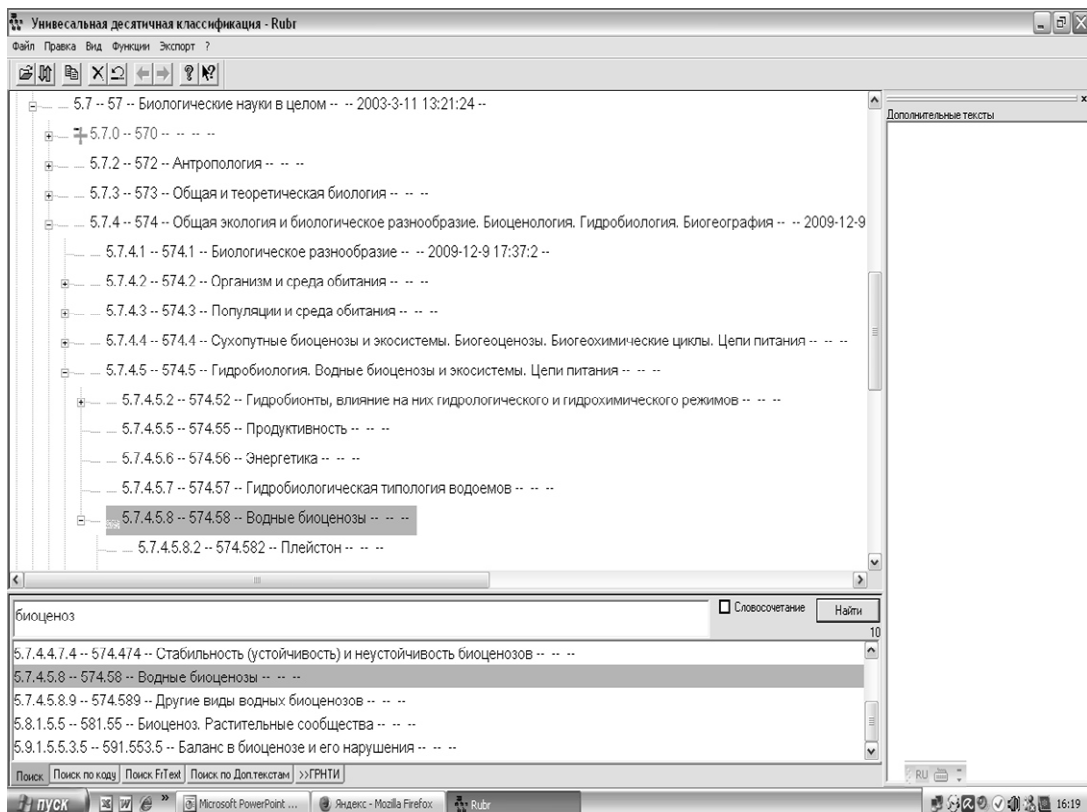 Унивесальная десятичная классификация - Rubr
Файл Правка Вид Функции Экспорт ?
5.7 -- 57 -- Биологические науки в целом -- -- 2003-3-11 13:21:24 --
5.7.0 -- 570 -- -- -- --
5.7.2 -- 572 -- Антропология -- -- --
5.7.3 -- 573 -- Общая и теоретическая биология -- -- --
5.7.4 -- 574 -- Общая экология и биологическое разнообразие. Биоценология. Гидробиология. Биогеография -- -- 2009-12-9
5.7.4.1 -- 574.1 -- Биологическое разнообразие -- -- 2009-12-9 17:37:2 --
5.7.4.2 -- 574.2 -- Организм и среда обитания -- -- --
5.7.4.3 -- 574.3 -- Популяции и среда обитания -- -- --
5.7.4.4 -- 574.4 -- Сухопутные биоценозы и экосистемы. Биогеоценозы. Биогеохимические циклы. Цепи питания -- -- --
5.7.4.5 -- 574.5 -- Гидробиология. Водные биоценозы и экосистемы. Цепи питания -- -- --
5.7.4.5.2 -- 574.52 -- Гидробионты, влияние на них гидрологического и гидрохимического режимов -- -- --
5.7.4.5.5 -- 574.55 -- Продуктивность -- -- --
5.7.4.5.6 -- 574.56 -- Энергетика -- -- --
5.7.4.5.7 -- 574.57 -- Гидробиологическая типология водоемов -- -- --
5.7.4.5.8 -- 574.58 -- Водные биоценозы -- -- --
5.7.4.5.8.2 -- 574.582 -- Плейстон -- -- --
Дополнительные тексты
биоценоз
Словосочетание
Найти
10
5.7.4.4.7.4 -- 574.474 -- Стабильность (устойчивость) и неустойчивость биоценозов -- -- --
5.7.4.5.8 -- 574.58 -- Водные биоценозы -- -- --
5.7.4.5.8.9 -- 574.589 -- Другие виды водных биоценозов -- -- --
5.8.1.5.5 -- 581.55 -- Биоценоз. Растительные сообщества -- -- --
5.9.1.5.5.3.5 -- 591.553.5 -- Баланс в биоценозе и его нарушения -- -- --
Поиск Поиск по коду Поиск FrText Поиск по Доп.текстам >>ГРНТИ
RU
пуск » Microsoft PowerPoint ... Яндекс - Mozilla Firefox Rubr 16:19